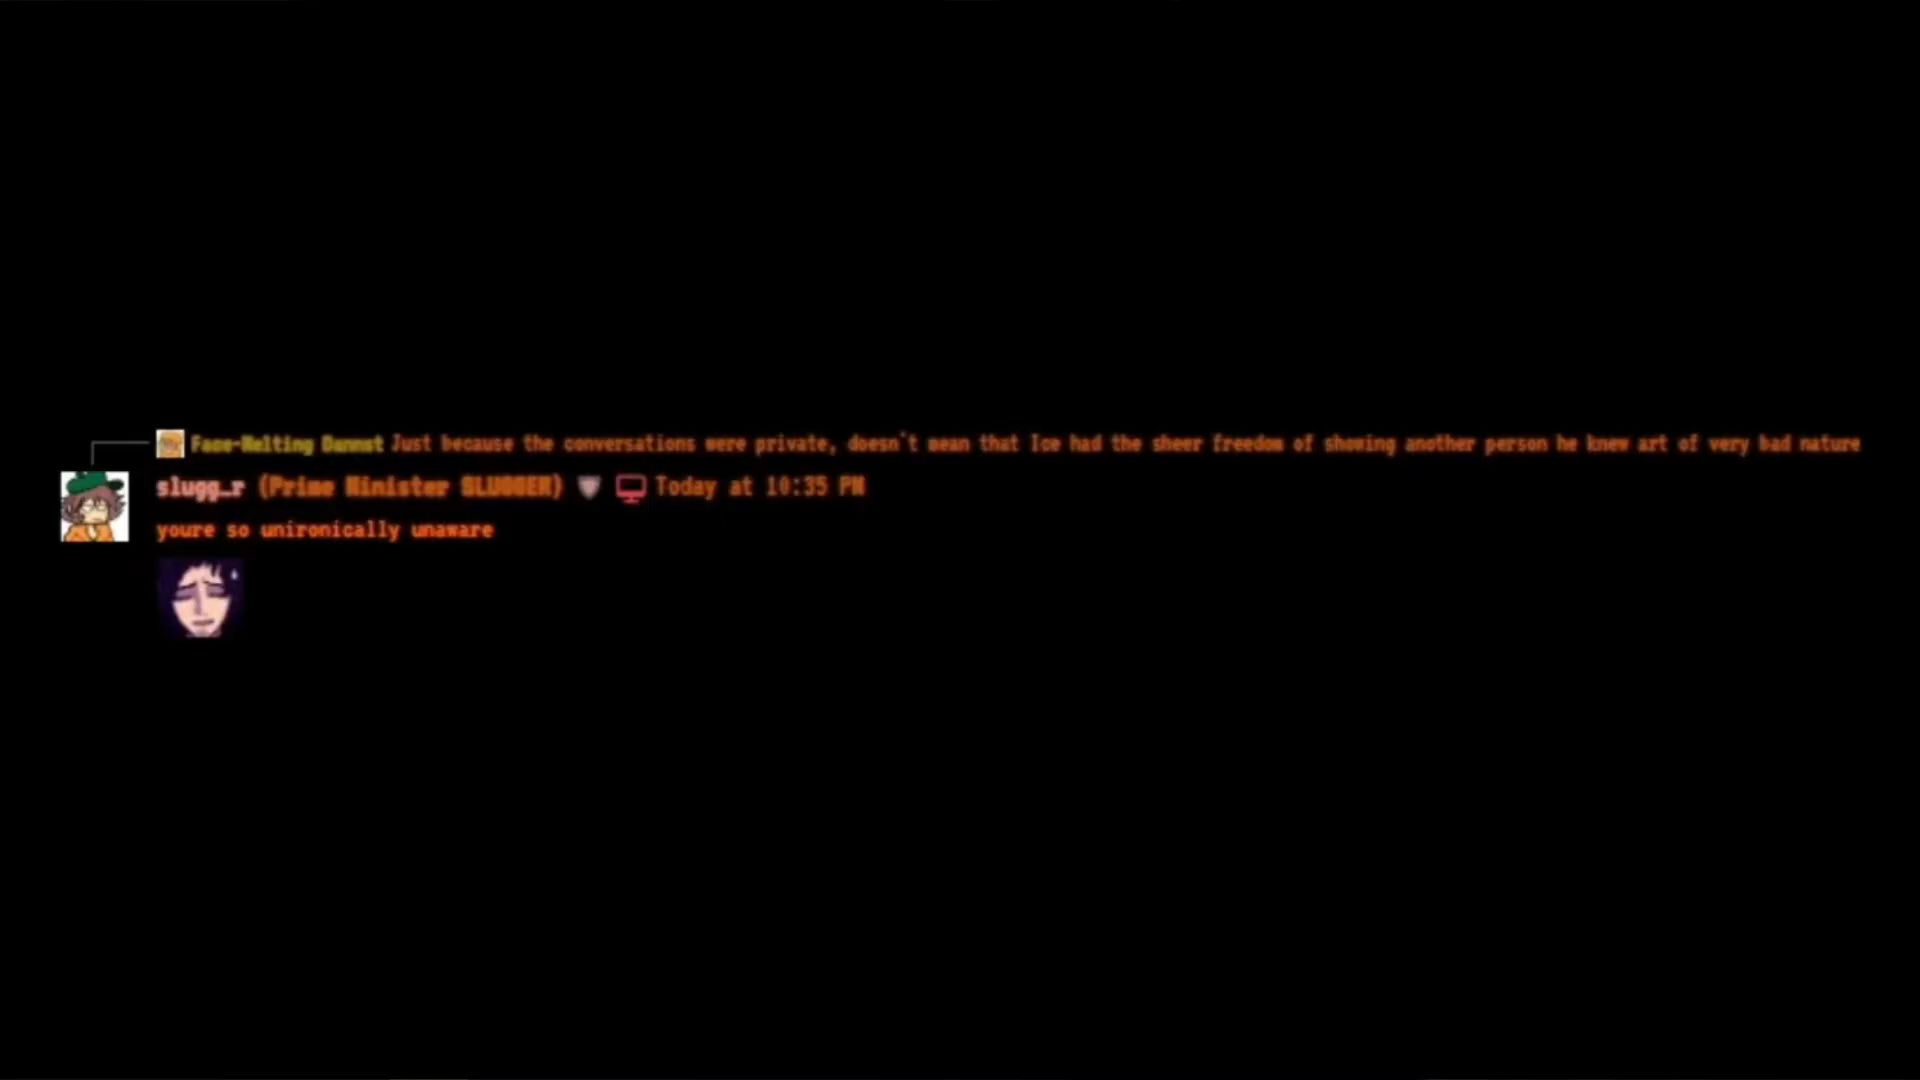 Face-Melting Dannst Just because the conversations were private, doesn't mean that Ice had the sheer freedom of showing another person he knew art of very bad nature
slugg_r (Prime Minister SLUGGER) Today at 10:35 PM
youre so unironically unaware